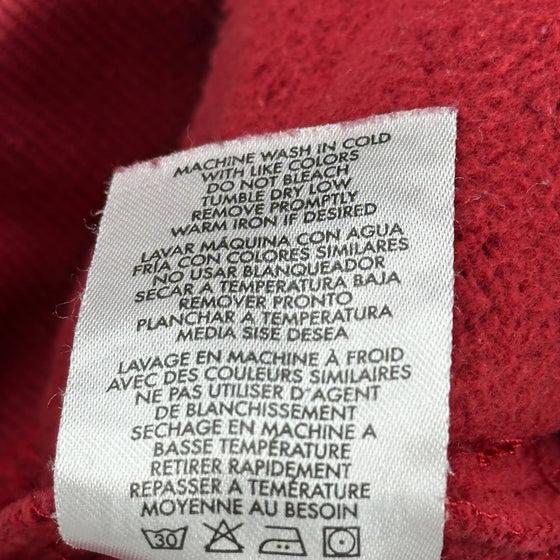 MACHINE WASH IN COLD
WITH LIKE COLORS
DO NOT BLEACH
TUMBLE DRY LOW
REMOVE PROMPTLY
WARM IRON IF DESIRED
LAVAR MÁQUINA CON AGUA
FRÍA CON COLORES SIMILARES
NO USAR BLANQUEADOR
SECAR A TEMPERATURA BAJA
REMOVER PRONTO
PLANCHAR A TEMPERATURA
MEDIA SISE DESEA
LAVAGE EN MACHINE À FROID
AVEC DES COULEURS SIMILAIRES
NE PAS UTILISER D'AGENT
DE BLANCHISSEMENT
SECHAGE EN MACHINE A
BASSE TEMPÉRATURE
RETIRER RAPIDEMENT
REPASSER A TEMÉRATURE
MOYENNE AU BESOIN
30